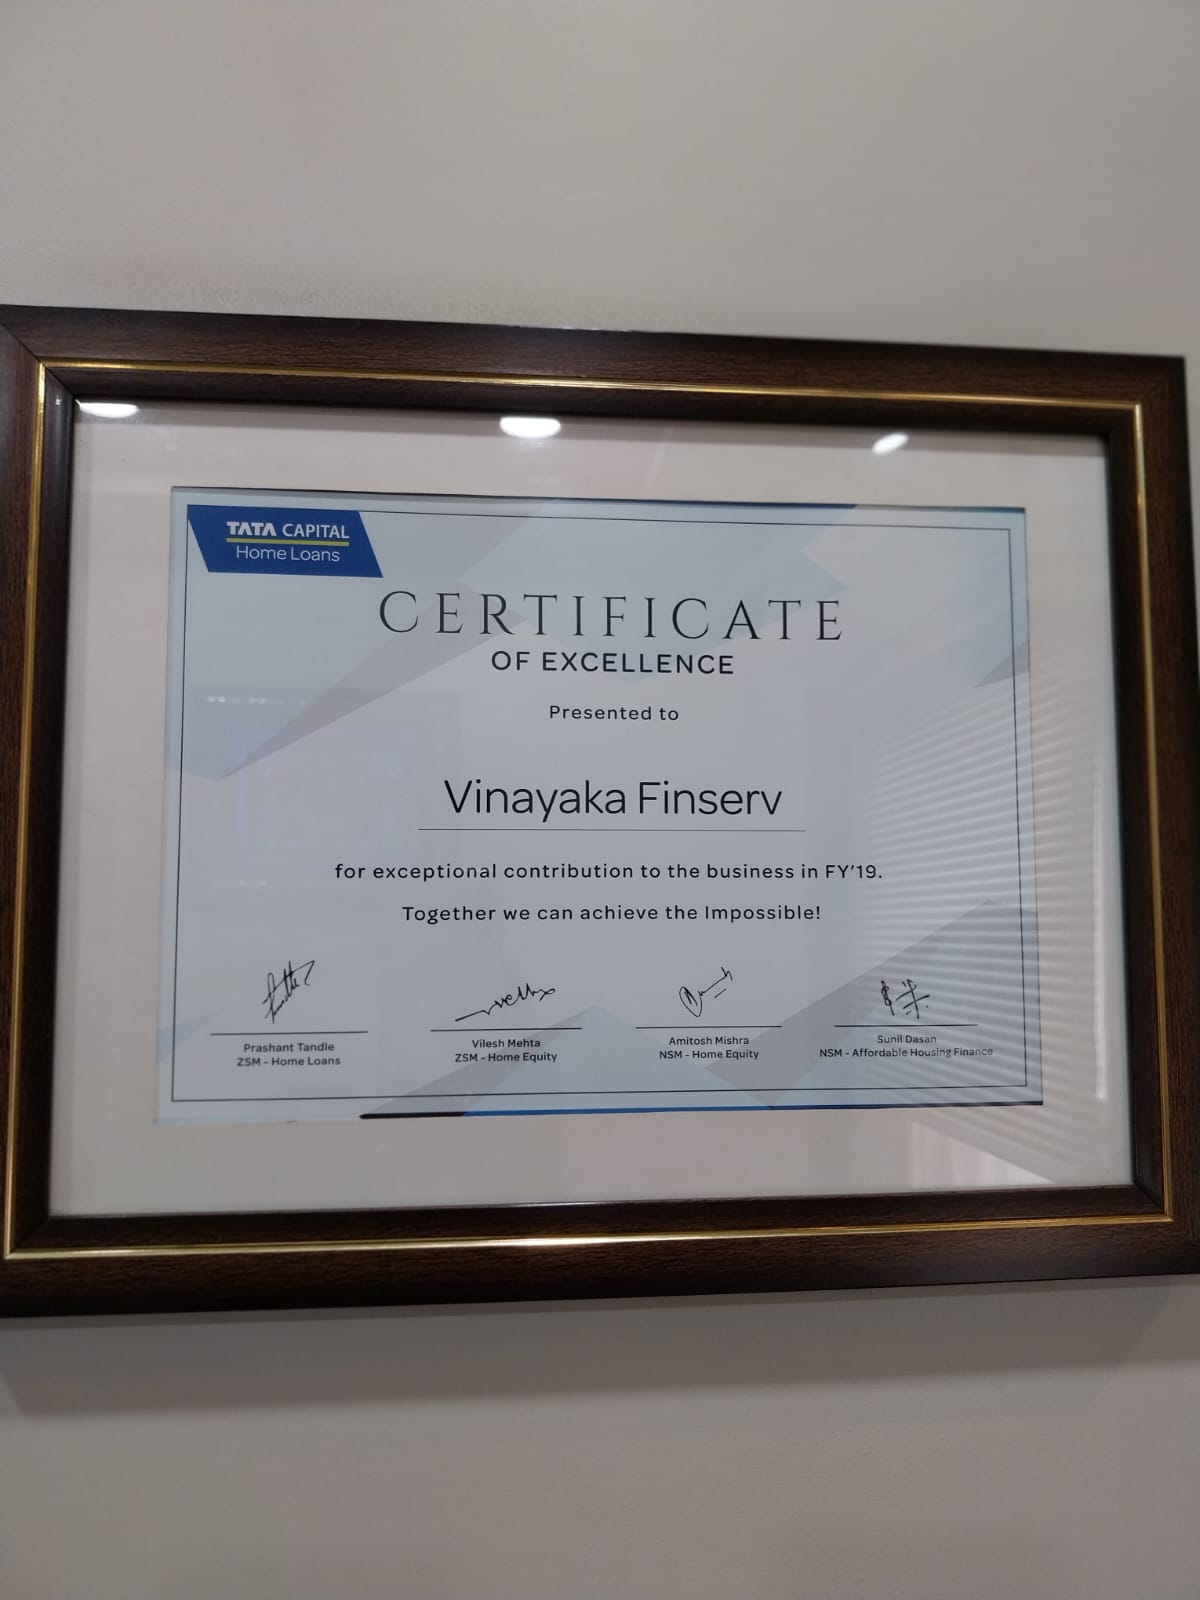 TATA CAPITAL
Home Loans
CERTIFICATE
OF EXCELLENCE
Presented to
Vinayaka Finserv
for exceptional contribution to the business in FY'19.
Together we can achieve the Impossible!
Prashant Tandle
ZSM - Home Loans
Vilesh Mehta
ZSM - Home Equity
Amitosh Mishra
NSM - Home Equity
Sunil Dasan
NSM - Affordable Housing Finance